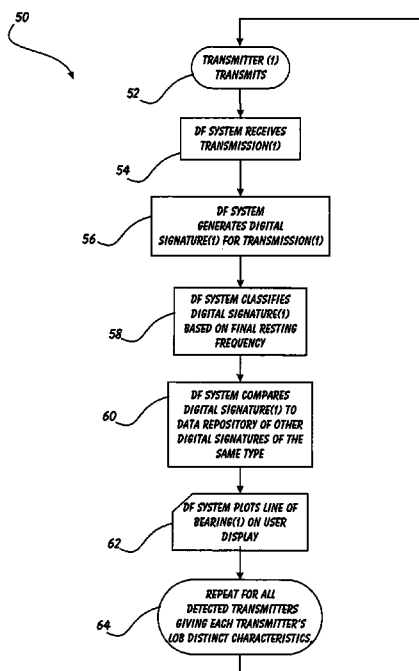 50
TRANSMITTER (1)
TRANSMITS
52
DF SYSTEM RECEIVES
TRANSMISSION(1)
54
DF SYSTEM
GENERATES DIGITAL
SIGNATURE(1) FOR TRANSMISSION(1)
56
DF SYSTEM CLASSIFIES
DIGITAL SIGNATURE(1)
BASED ON FINAL RESTING
FREQUENCY
58
DF SYSTEM COMPARES
DIGITAL SIGNATURE(1) TO
DATA REPOSITORY OF OTHER
DIGITAL SIGNATURES OF THE
SAME TYPE
60
DF SYSTEM PLOTS LINE OF
BEARING(1) ON USER
DISPLAY
62
REPEAT FOR ALL
DETECTED TRANSMITTERS
GIVING EACH TRANSMITTER'S
LOB DISTINCT CHARACTERISTICS.
64